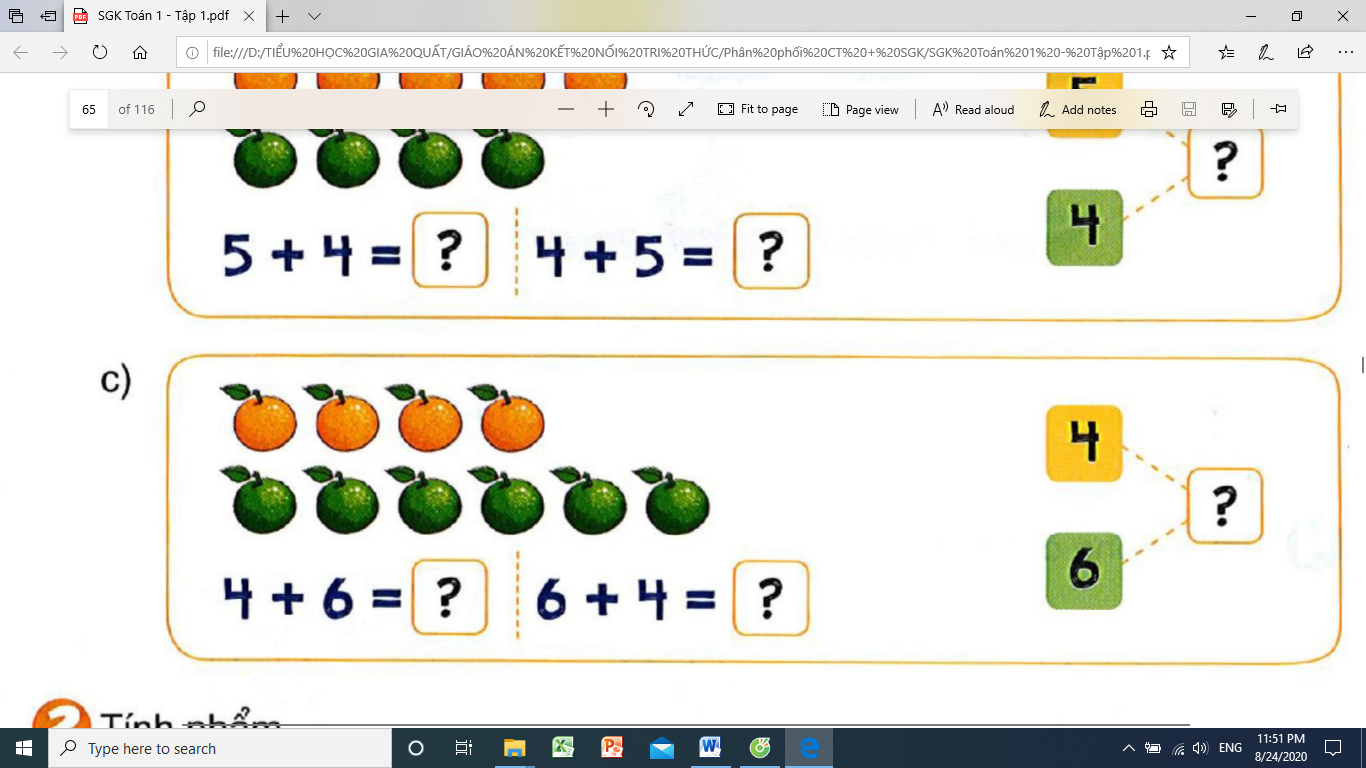 SGK Toán 1 - Tập 1.pdf
file:///D:/TIỂU%20HỌC%20GIA%20QUẤT/GIÁO%20ÁN%20KẾT%20NỐI%20TRI%20THỨC/Phân%20phối%20CT%20+%20SGK/SGK%20Toán%201%20-%20Tập%201.p
65 of 116 Fit to page Page view Read aloud Add notes
?
4
5 + 4 = ? 4 + 5 = ?
c)
4
?
6
4 + 6 = ? 6 + 4 = ?
2 Tính nhẩm
Type here to search
ENG
11:51 PM
8/24/2020